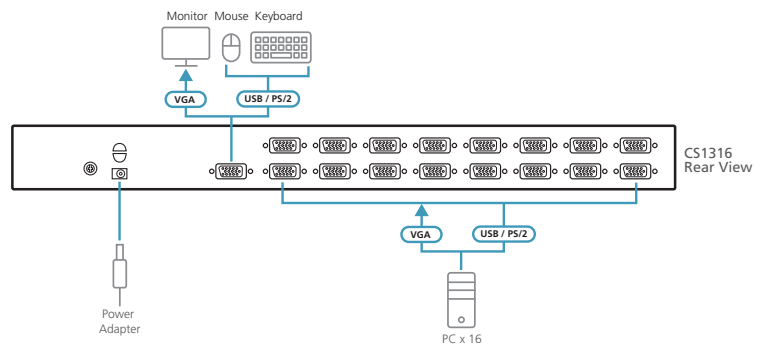 Monitor Mouse Keyboard
VGA
USB / PS/2
CS1316
Rear View
VGA
USB / PS/2
Power
Adapter
PC x 16